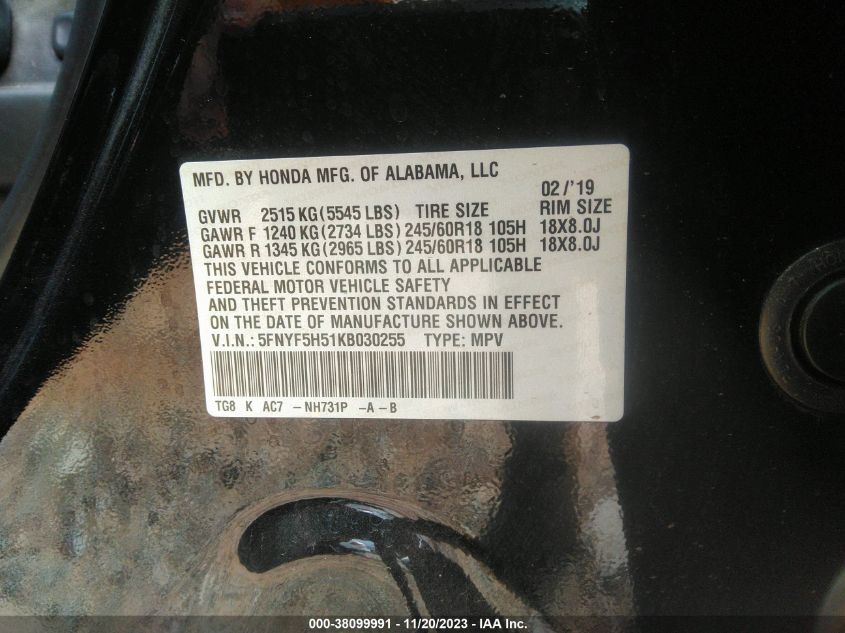 MFD. BY HONDA MFG. OF ALABAMA, LLC
02/'19
GVWR 2515 KG(5545 LBS) TIRE SIZE RIM SIZE
GAWR F 1240 KG(2734 LBS) 245/60R18 105H 18X8.0J
GAWR R 1345 KG(2965 LBS) 245/60R18 105H 18X8.0J
THIS VEHICLE CONFORMS TO ALL APPLICABLE
FEDERAL MOTOR VEHICLE SAFETY
AND THEFT PREVENTION STANDARDS IN EFFECT
ON THE DATE OF MANUFACTURE SHOWN ABOVE.
V.I.N.: 5FNYF5H51KB030255 TYPE: MPV
TG8 K AC7 -NH731P -A-B
000-38099991 - 11/20/2023 - IAA Inc.